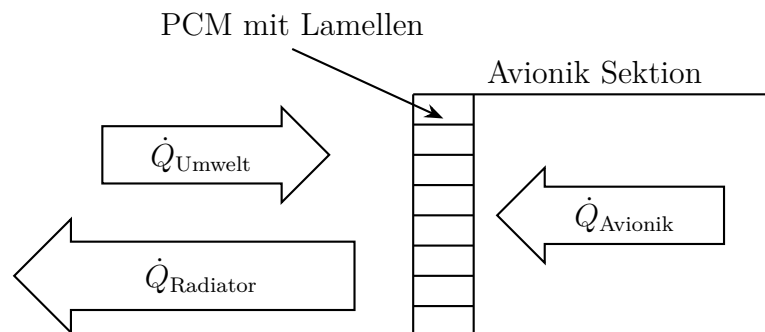 PCM mit Lamellen
Avionik Sektion
Q̇Umwelt
Q̇Avionik
Q̇Radiator